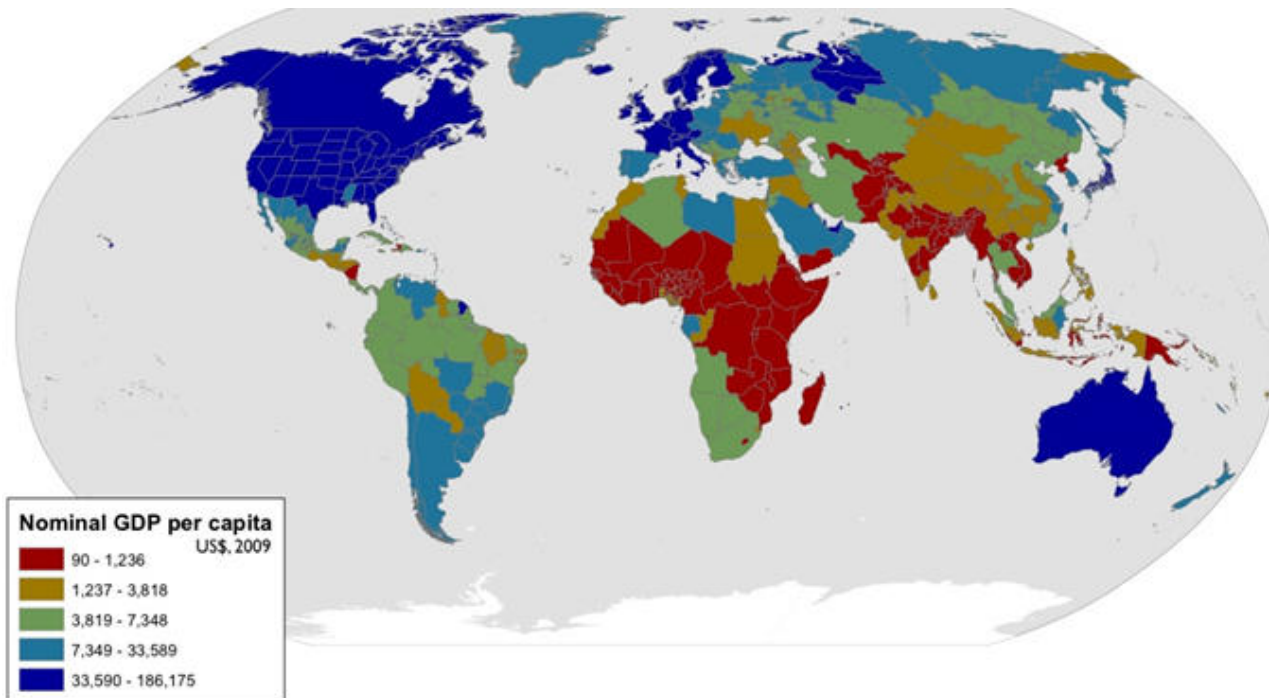 Nominal GDP per capita
US$, 2009
90 - 1,236
1,237 - 3,818
3,819 - 7,348
7,349 - 33,589
33,590 - 186,175